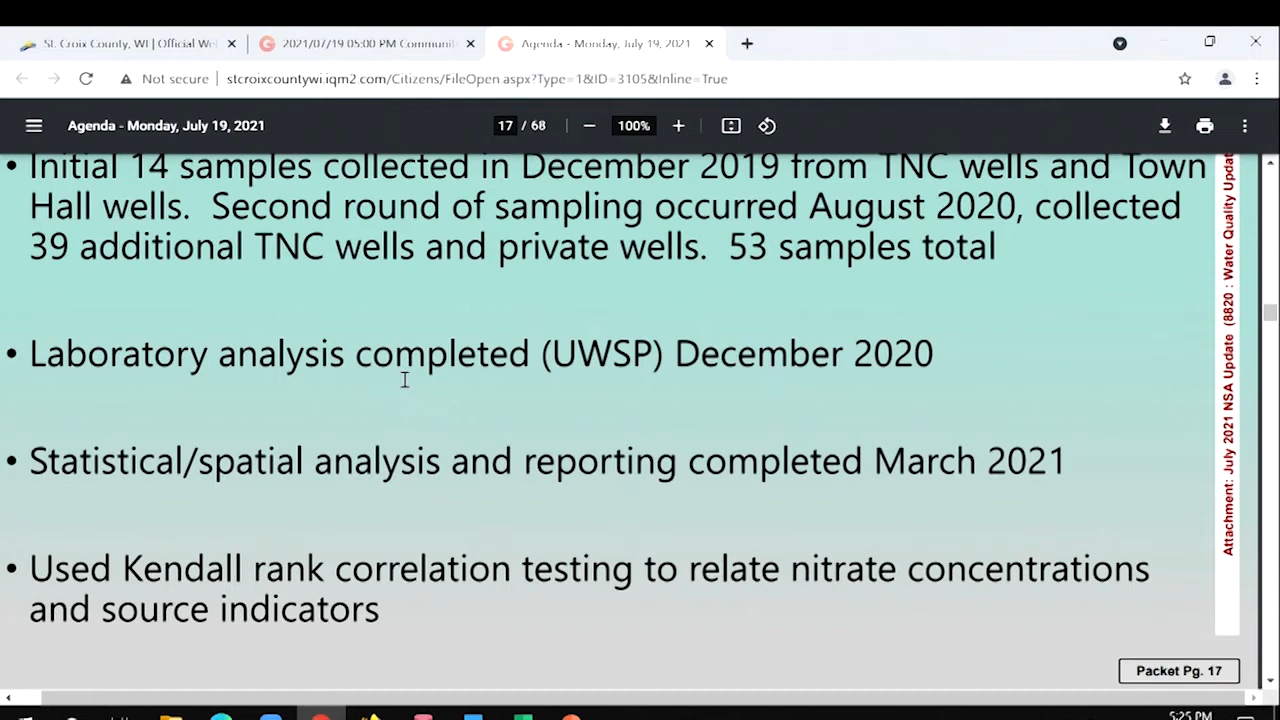 St. Croix County, WI | Official We
2021/07/19 05:00 PM Communit
Agenda - Monday, July 19, 2021
Not secure
stcroixcountywi.iqm2.com/Citizens/FileOpen.aspx?Type=1&ID=3105&Inline=True
Agenda - Monday, July 19, 2021
17 / 68
100%
• Initial 14 samples collected in December 2019 from TNC wells and Town
Hall wells. Second round of sampling occurred August 2020, collected
39 additional TNC wells and private wells. 53 samples total
• Laboratory analysis completed (UWSP) December 2020
• Statistical/spatial analysis and reporting completed March 2021
• Used Kendall rank correlation testing to relate nitrate concentrations
and source indicators
Attachment: July 2021 NSA Update (8820 : Water Quality Updat
Packet Pg. 17
5:25 PM